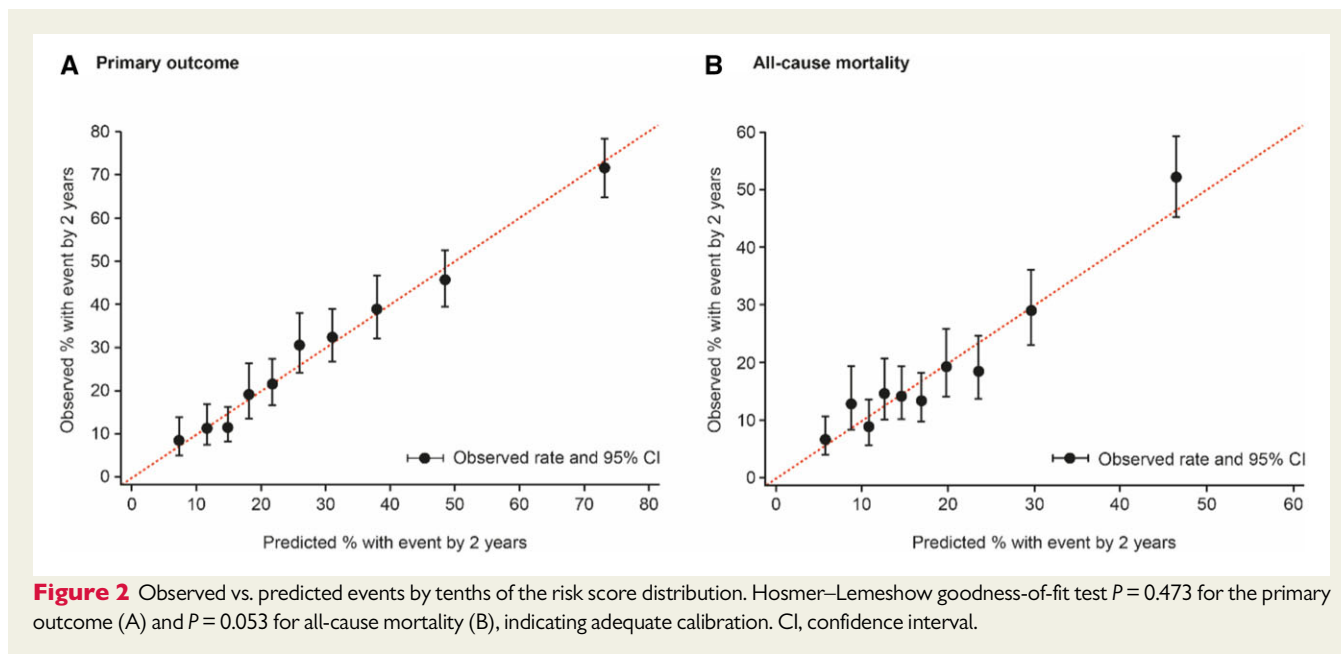 A Primary outcome
Observed % with event by 2 years
80
70
60
50
40
30
20
10
0
0 10 20 30 40 50 60 70 80
Observed rate and 95% CI
Predicted % with event by 2 years
B All-cause mortality
Observed % with event by 2 years
60
50
40
30
20
10
0
0 10 20 30 40 50 60
Observed rate and 95% CI
Predicted % with event by 2 years
Figure 2 Observed vs. predicted events by tenths of the risk score distribution. Hosmer–Lemeshow goodness-of-fit test P = 0.473 for the primary
outcome (A) and P = 0.053 for all-cause mortality (B), indicating adequate calibration. CI, confidence interval.